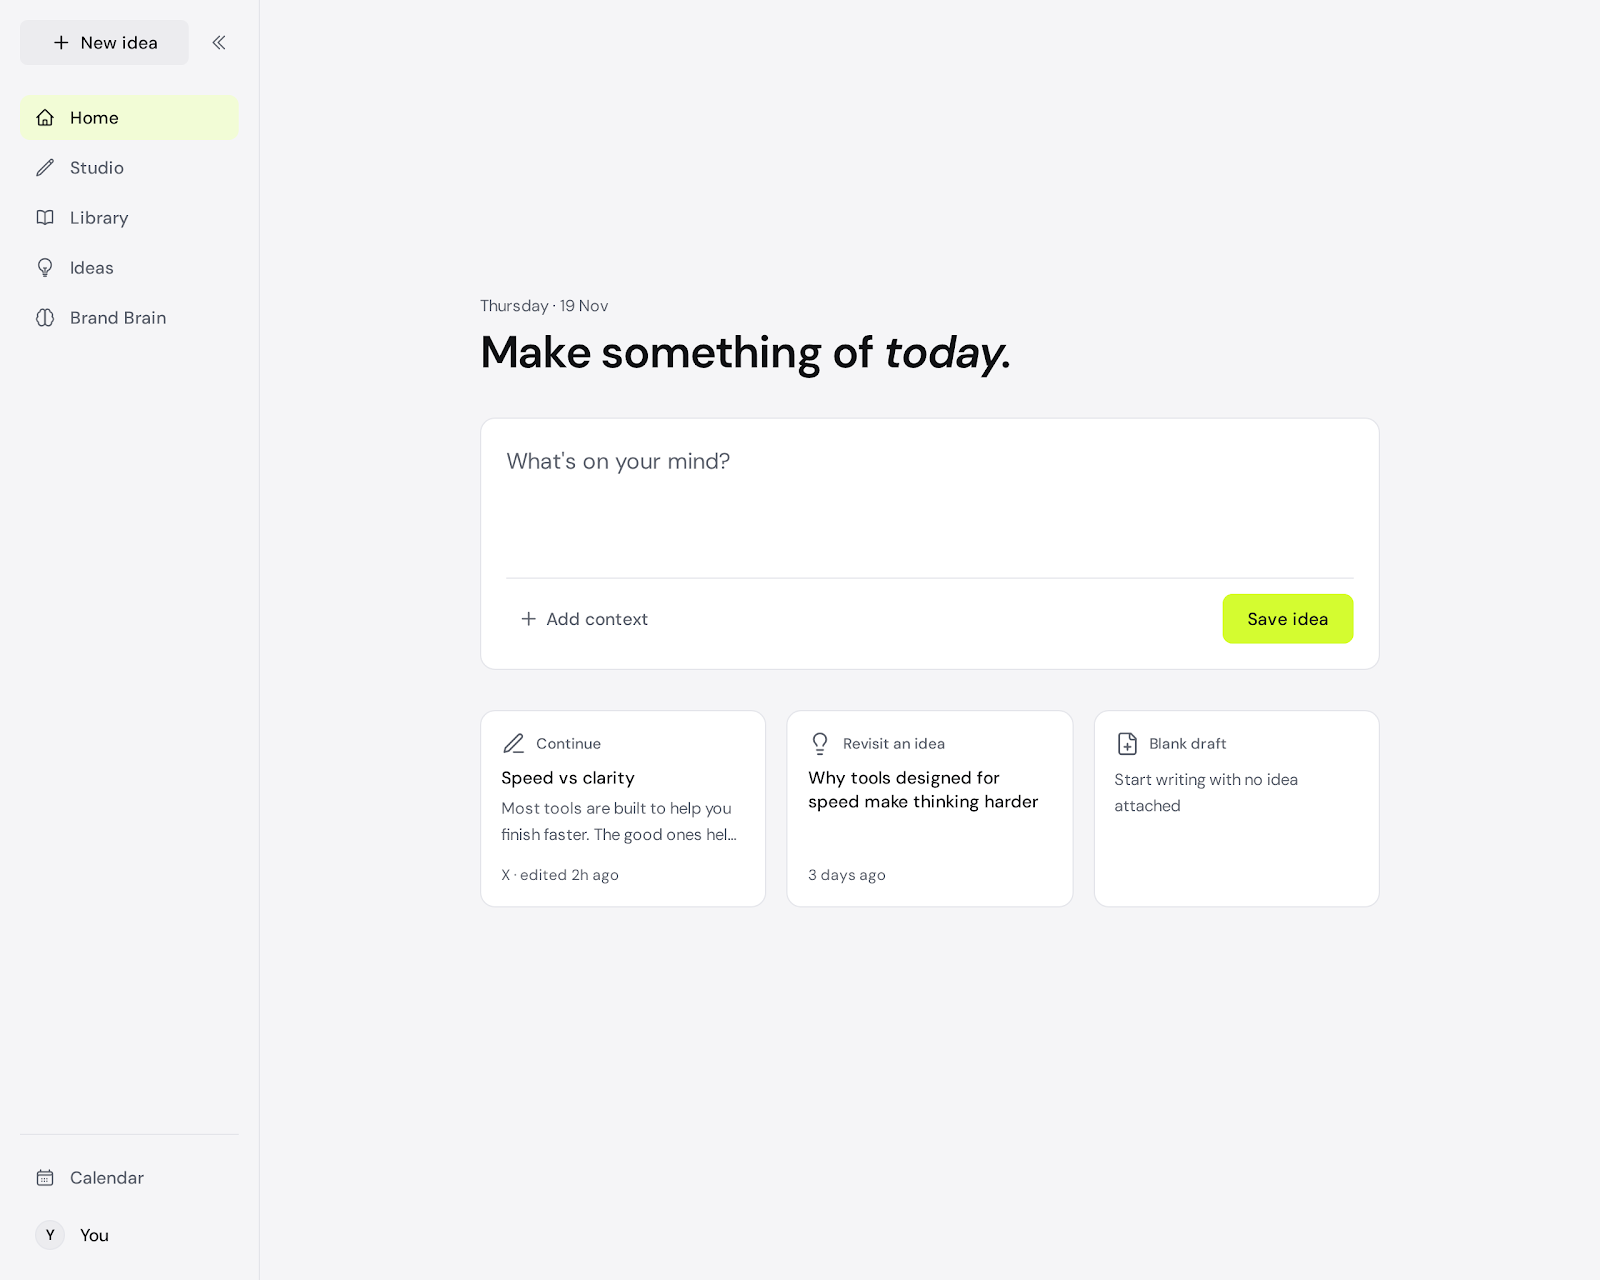 New idea
Home
Studio
Library
Ideas
Brand Brain
Calendar
Y
You
Thursday · 19 Nov
Make something of today.
What's on your mind?
Add context
Save idea
Continue
Speed vs clarity
Most tools are built to help you
finish faster. The good ones hel...
X · edited 2h ago
Revisit an idea
Why tools designed for
speed make thinking harder
3 days ago
Blank draft
Start writing with no idea
attached